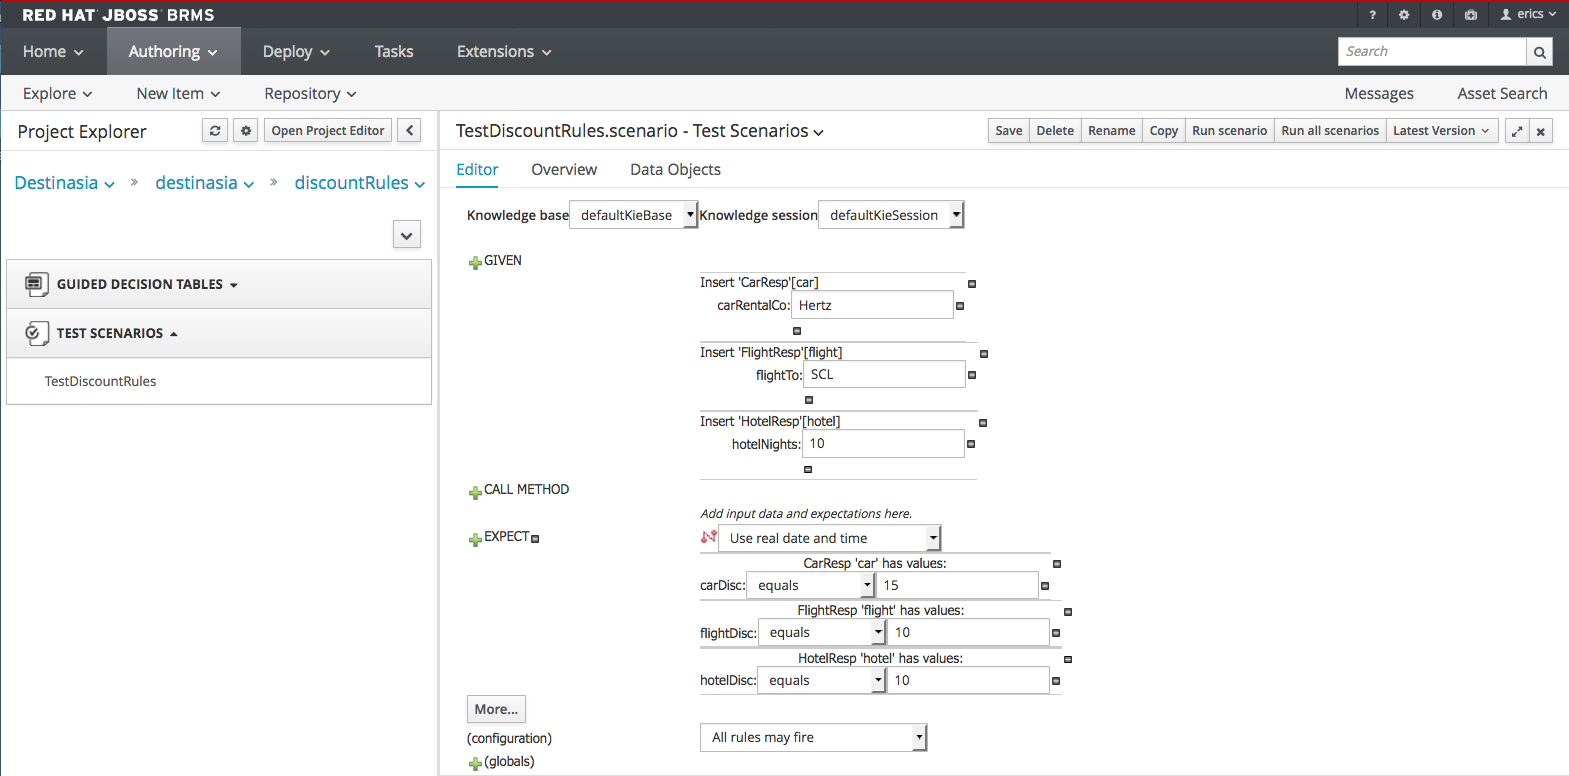 RED HAT JBOSS BRMS
? erics
Home Authoring Deploy Tasks Extensions Search
Explore New Item Repository Messages Asset Search
Project Explorer Open Project Editor
TestDiscountRules.scenario - Test Scenarios Save Delete Rename Copy Run scenario Run all scenarios Latest Version
Destinasia » destinasia » discountRules
Editor Overview Data Objects
Knowledge base defaultKieBase Knowledge session defaultKieSession
GUIDED DECISION TABLES
TEST SCENARIOS
TestDiscountRules
GIVEN
Insert 'CarResp'[car]
carRentalCo: Hertz
Insert 'FlightResp'[flight]
flightTo: SCL
Insert 'HotelResp'[hotel]
hotelNights: 10
CALL METHOD
Add input data and expectations here.
EXPECT Use real date and time
CarResp 'car' has values:
carDisc: equals 15
FlightResp 'flight' has values:
flightDisc: equals 10
HotelResp 'hotel' has values:
hotelDisc: equals 10
More...
(configuration) All rules may fire
(globals)